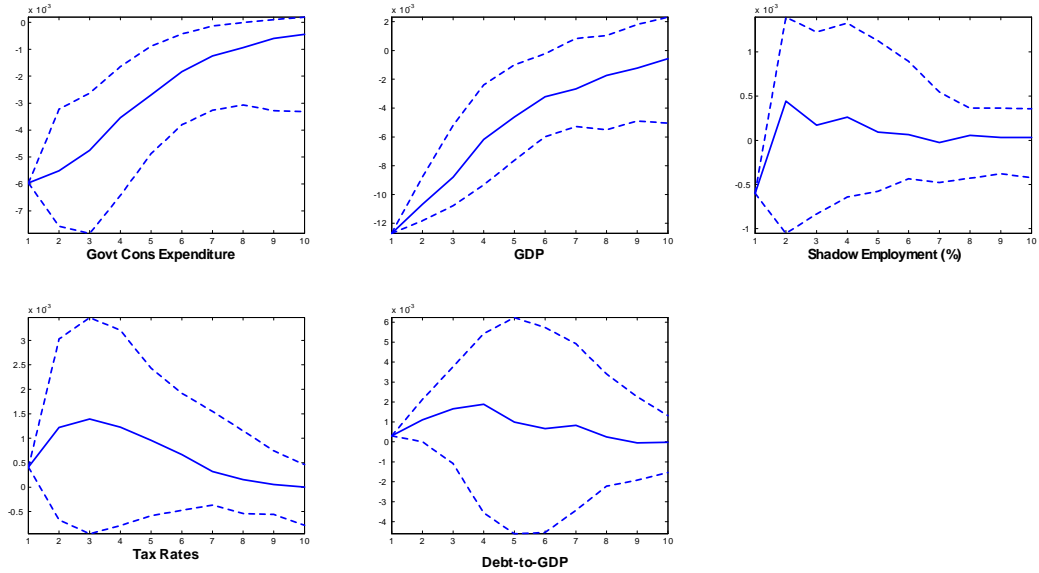 x 10-3
0
-1
-2
-3
-4
-5
-6
-7
1 2 3 4 5 6 7 8 9 10
Govt Cons Expenditure
x 10-3
2
0
-2
-4
-6
-8
-10
-12
1 2 3 4 5 6 7 8 9 10
GDP
x 10-3
1
0.5
0
-0.5
-1
1 2 3 4 5 6 7 8 9 10
Shadow Employment (%)
x 10-3
3
2.5
2
1.5
1
0.5
0
-0.5
1 2 3 4 5 6 7 8 9 10
Tax Rates
x 10-3
6
5
4
3
2
1
0
-1
-2
-3
-4
1 2 3 4 5 6 7 8 9 10
Debt-to-GDP